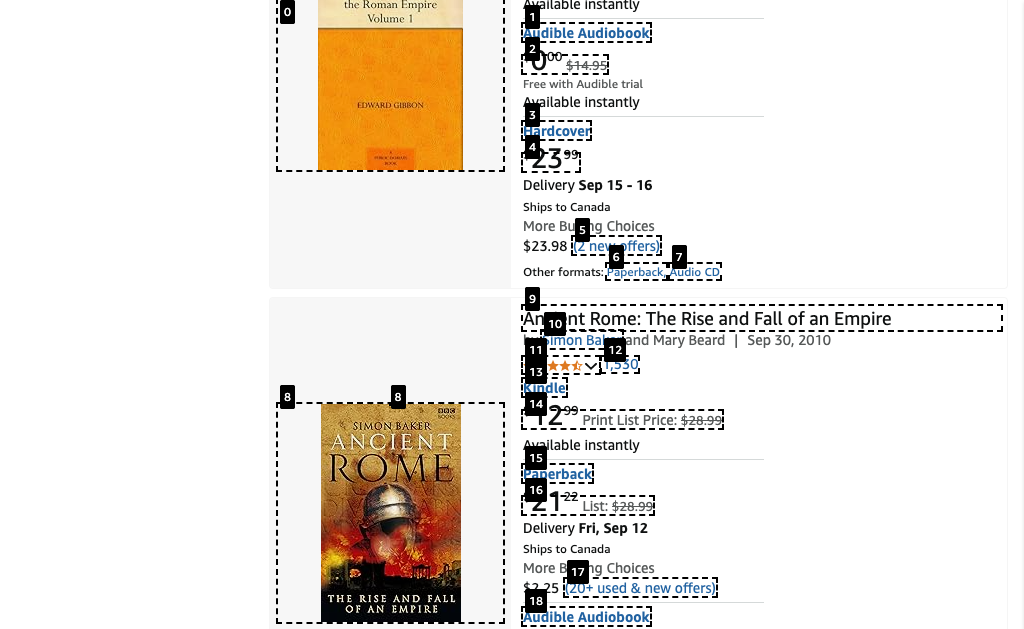 the Roman Empire
Volume 1
EDWARD GIBBON
A
PUBLIC DOMAIN
BOOK
0
Available instantly
1
Audible Audiobook
2
0.00 $14.95
Free with Audible trial
Available instantly
3
Hardcover
4
23.99
Delivery Sep 15 - 16
Ships to Canada
More Buying Choices
5
$23.98 (2 new offers)
6
7
Other formats: Paperback, Audio CD
9
Ancient Rome: The Rise and Fall of an Empire
10
by Simon Baker and Mary Beard | Sep 30, 2010
11
12
1,530
13
Kindle
14
12.99 Print List Price: $28.99
Available instantly
15
Paperback
16
21.22 List: $28.99
Delivery Fri, Sep 12
Ships to Canada
More Buying Choices
17
$2.25 (20+ used & new offers)
18
Audible Audiobook
8
8
BBC
BOOKS
SIMON BAKER
ANCIENT
ROME
THE RISE AND FALL
OF AN EMPIRE